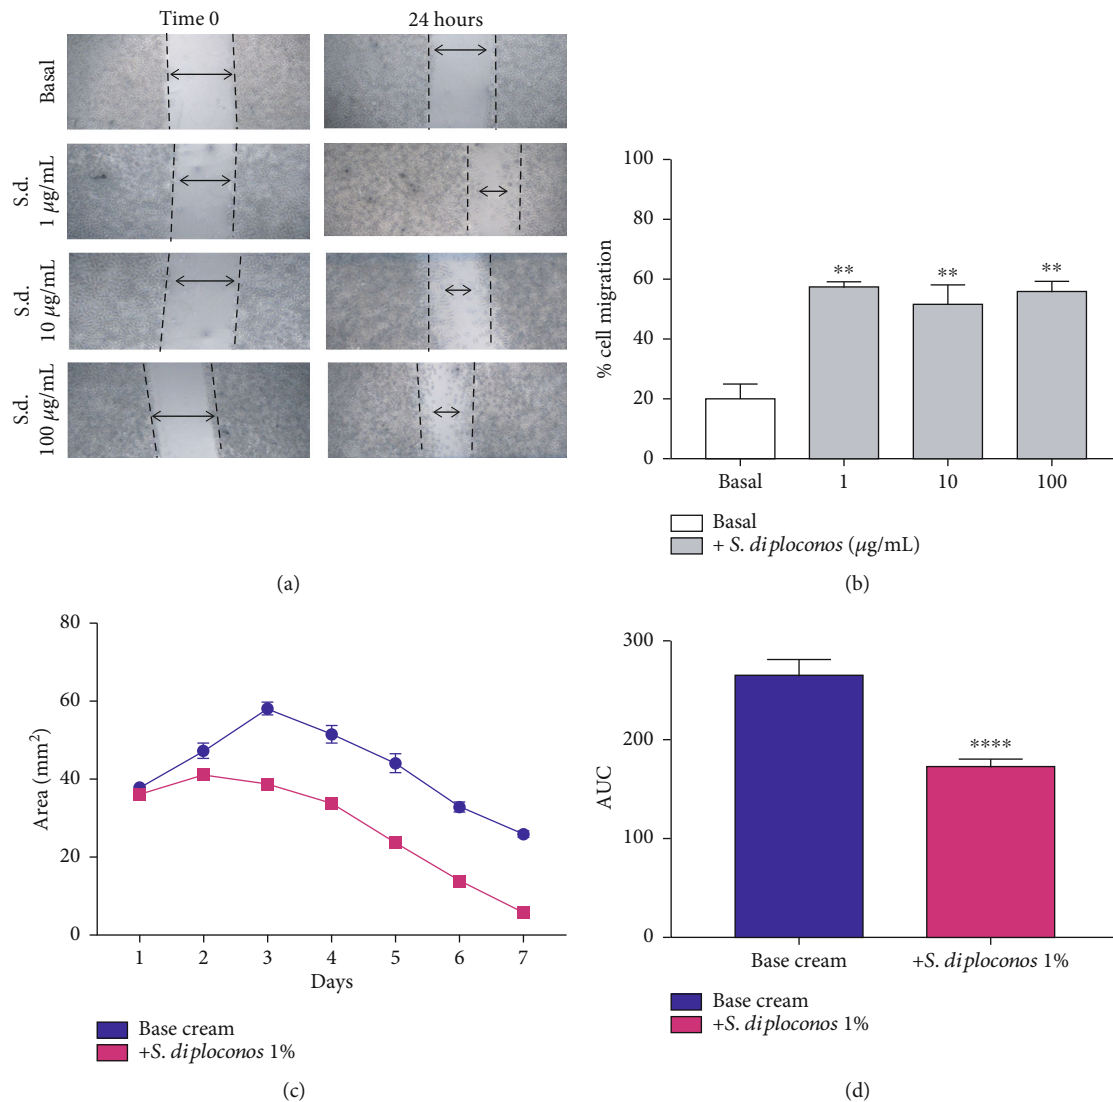 Time 0
24 hours
Basal
S.d.
1 µg/mL
S.d.
10 µg/mL
S.d.
100 µg/mL
(a)
% cell migration
100
80
60
40
20
0
**
**
**
Basal
1
10
100
Basal
+ S. diploconos (µg/mL)
(b)
Area (mm²)
80
60
40
20
0
1
2
3
4
5
6
7
Days
Base cream
+S. diploconos 1%
(c)
AUC
300
200
100
0
****
Base cream
+S. diploconos 1%
Base cream
+S. diploconos 1%
(d)